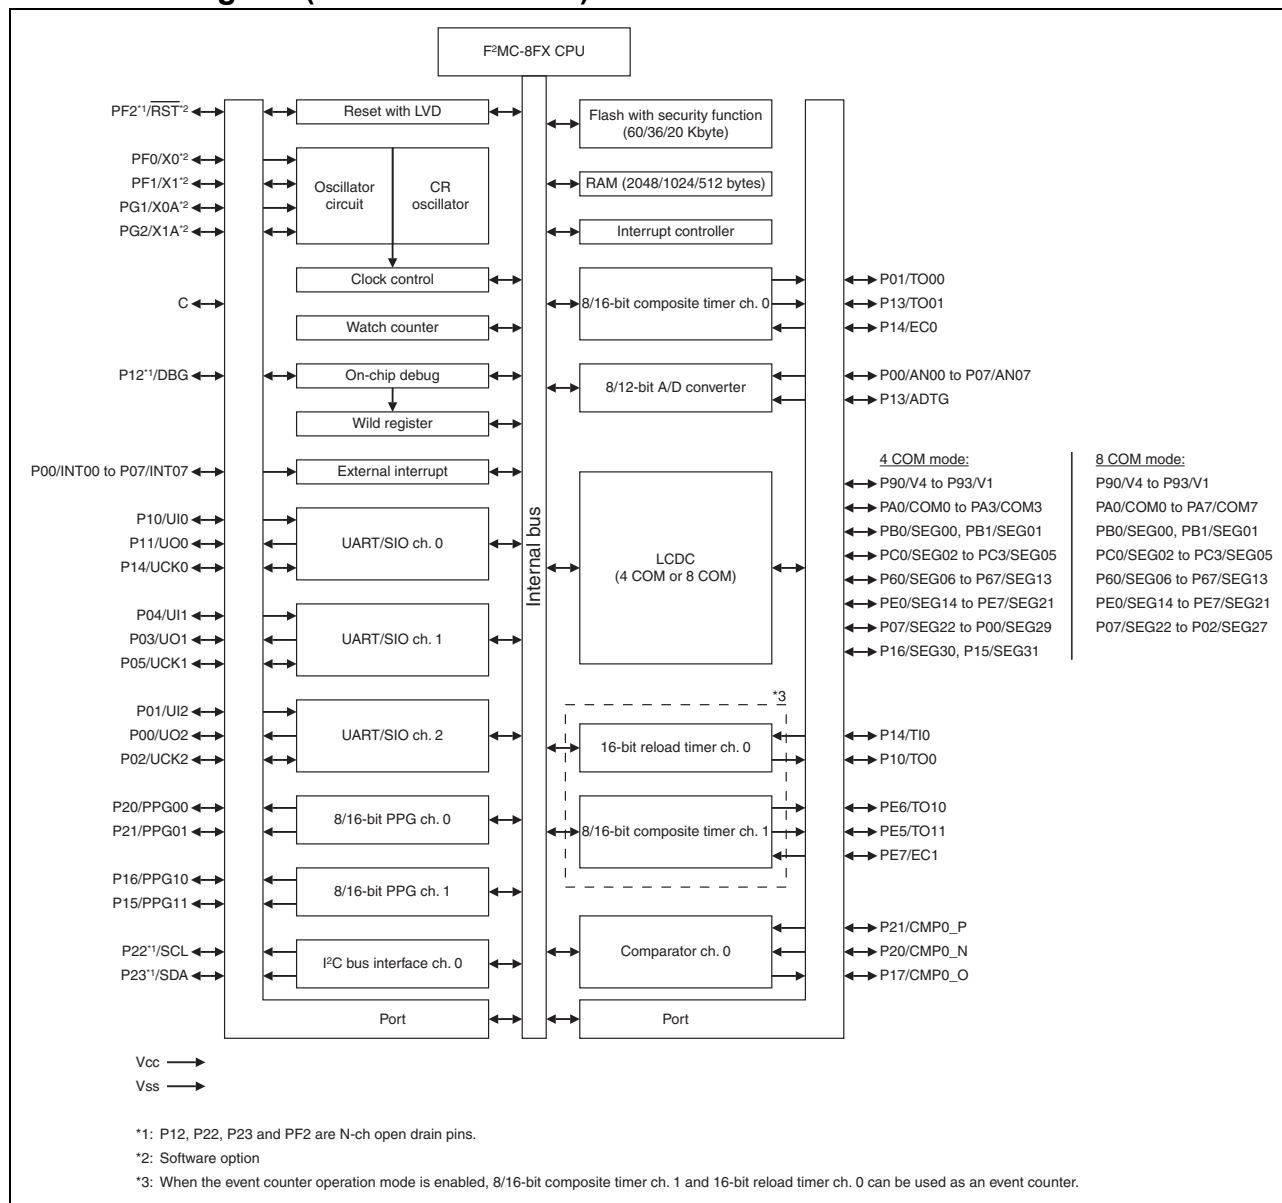 F²MC-8FX CPU
PF2*1/RST*2
PF0/X0*2
PF1/X1*2
PG1/X0A*2
PG2/X1A*2
C
P12*1/DBG
P00/INT00 to P07/INT07
P10/UI0
P11/UO0
P14/UCK0
P04/UI1
P03/UO1
P05/UCK1
P01/UI2
P00/UO2
P02/UCK2
P20/PPG00
P21/PPG01
P16/PPG10
P15/PPG11
P22*1/SCL
P23*1/SDA
Reset with LVD
Oscillator
circuit
CR
oscillator
Clock control
Watch counter
On-chip debug
Wild register
External interrupt
UART/SIO ch. 0
UART/SIO ch. 1
UART/SIO ch. 2
8/16-bit PPG ch. 0
8/16-bit PPG ch. 1
I²C bus interface ch. 0
Port
Internal bus
Flash with security function
(60/36/20 Kbyte)
RAM (2048/1024/512 bytes)
Interrupt controller
8/16-bit composite timer ch. 0
8/12-bit A/D converter
LCDC
(4 COM or 8 COM)
*3
16-bit reload timer ch. 0
8/16-bit composite timer ch. 1
Comparator ch. 0
Port
P01/TO00
P13/TO01
P14/EC0
P00/AN00 to P07/AN07
P13/ADTG
4 COM mode:
P90/V4 to P93/V1
PA0/COM0 to PA3/COM3
PB0/SEG00, PB1/SEG01
PC0/SEG02 to PC3/SEG05
P60/SEG06 to P67/SEG13
PE0/SEG14 to PE7/SEG21
P07/SEG22 to P00/SEG29
P16/SEG30, P15/SEG31
8 COM mode:
P90/V4 to P93/V1
PA0/COM0 to PA7/COM7
PB0/SEG00, PB1/SEG01
PC0/SEG02 to PC3/SEG05
P60/SEG06 to P67/SEG13
PE0/SEG14 to PE7/SEG21
P07/SEG22 to P02/SEG27
P14/TI0
P10/TO0
PE6/TO10
PE5/TO11
PE7/EC1
P21/CMP0_P
P20/CMP0_N
P17/CMP0_O
Vcc
Vss
*1: P12, P22, P23 and PF2 are N-ch open drain pins.
*2: Software option
*3: When the event counter operation mode is enabled, 8/16-bit composite timer ch. 1 and 16-bit reload timer ch. 0 can be used as an event counter.